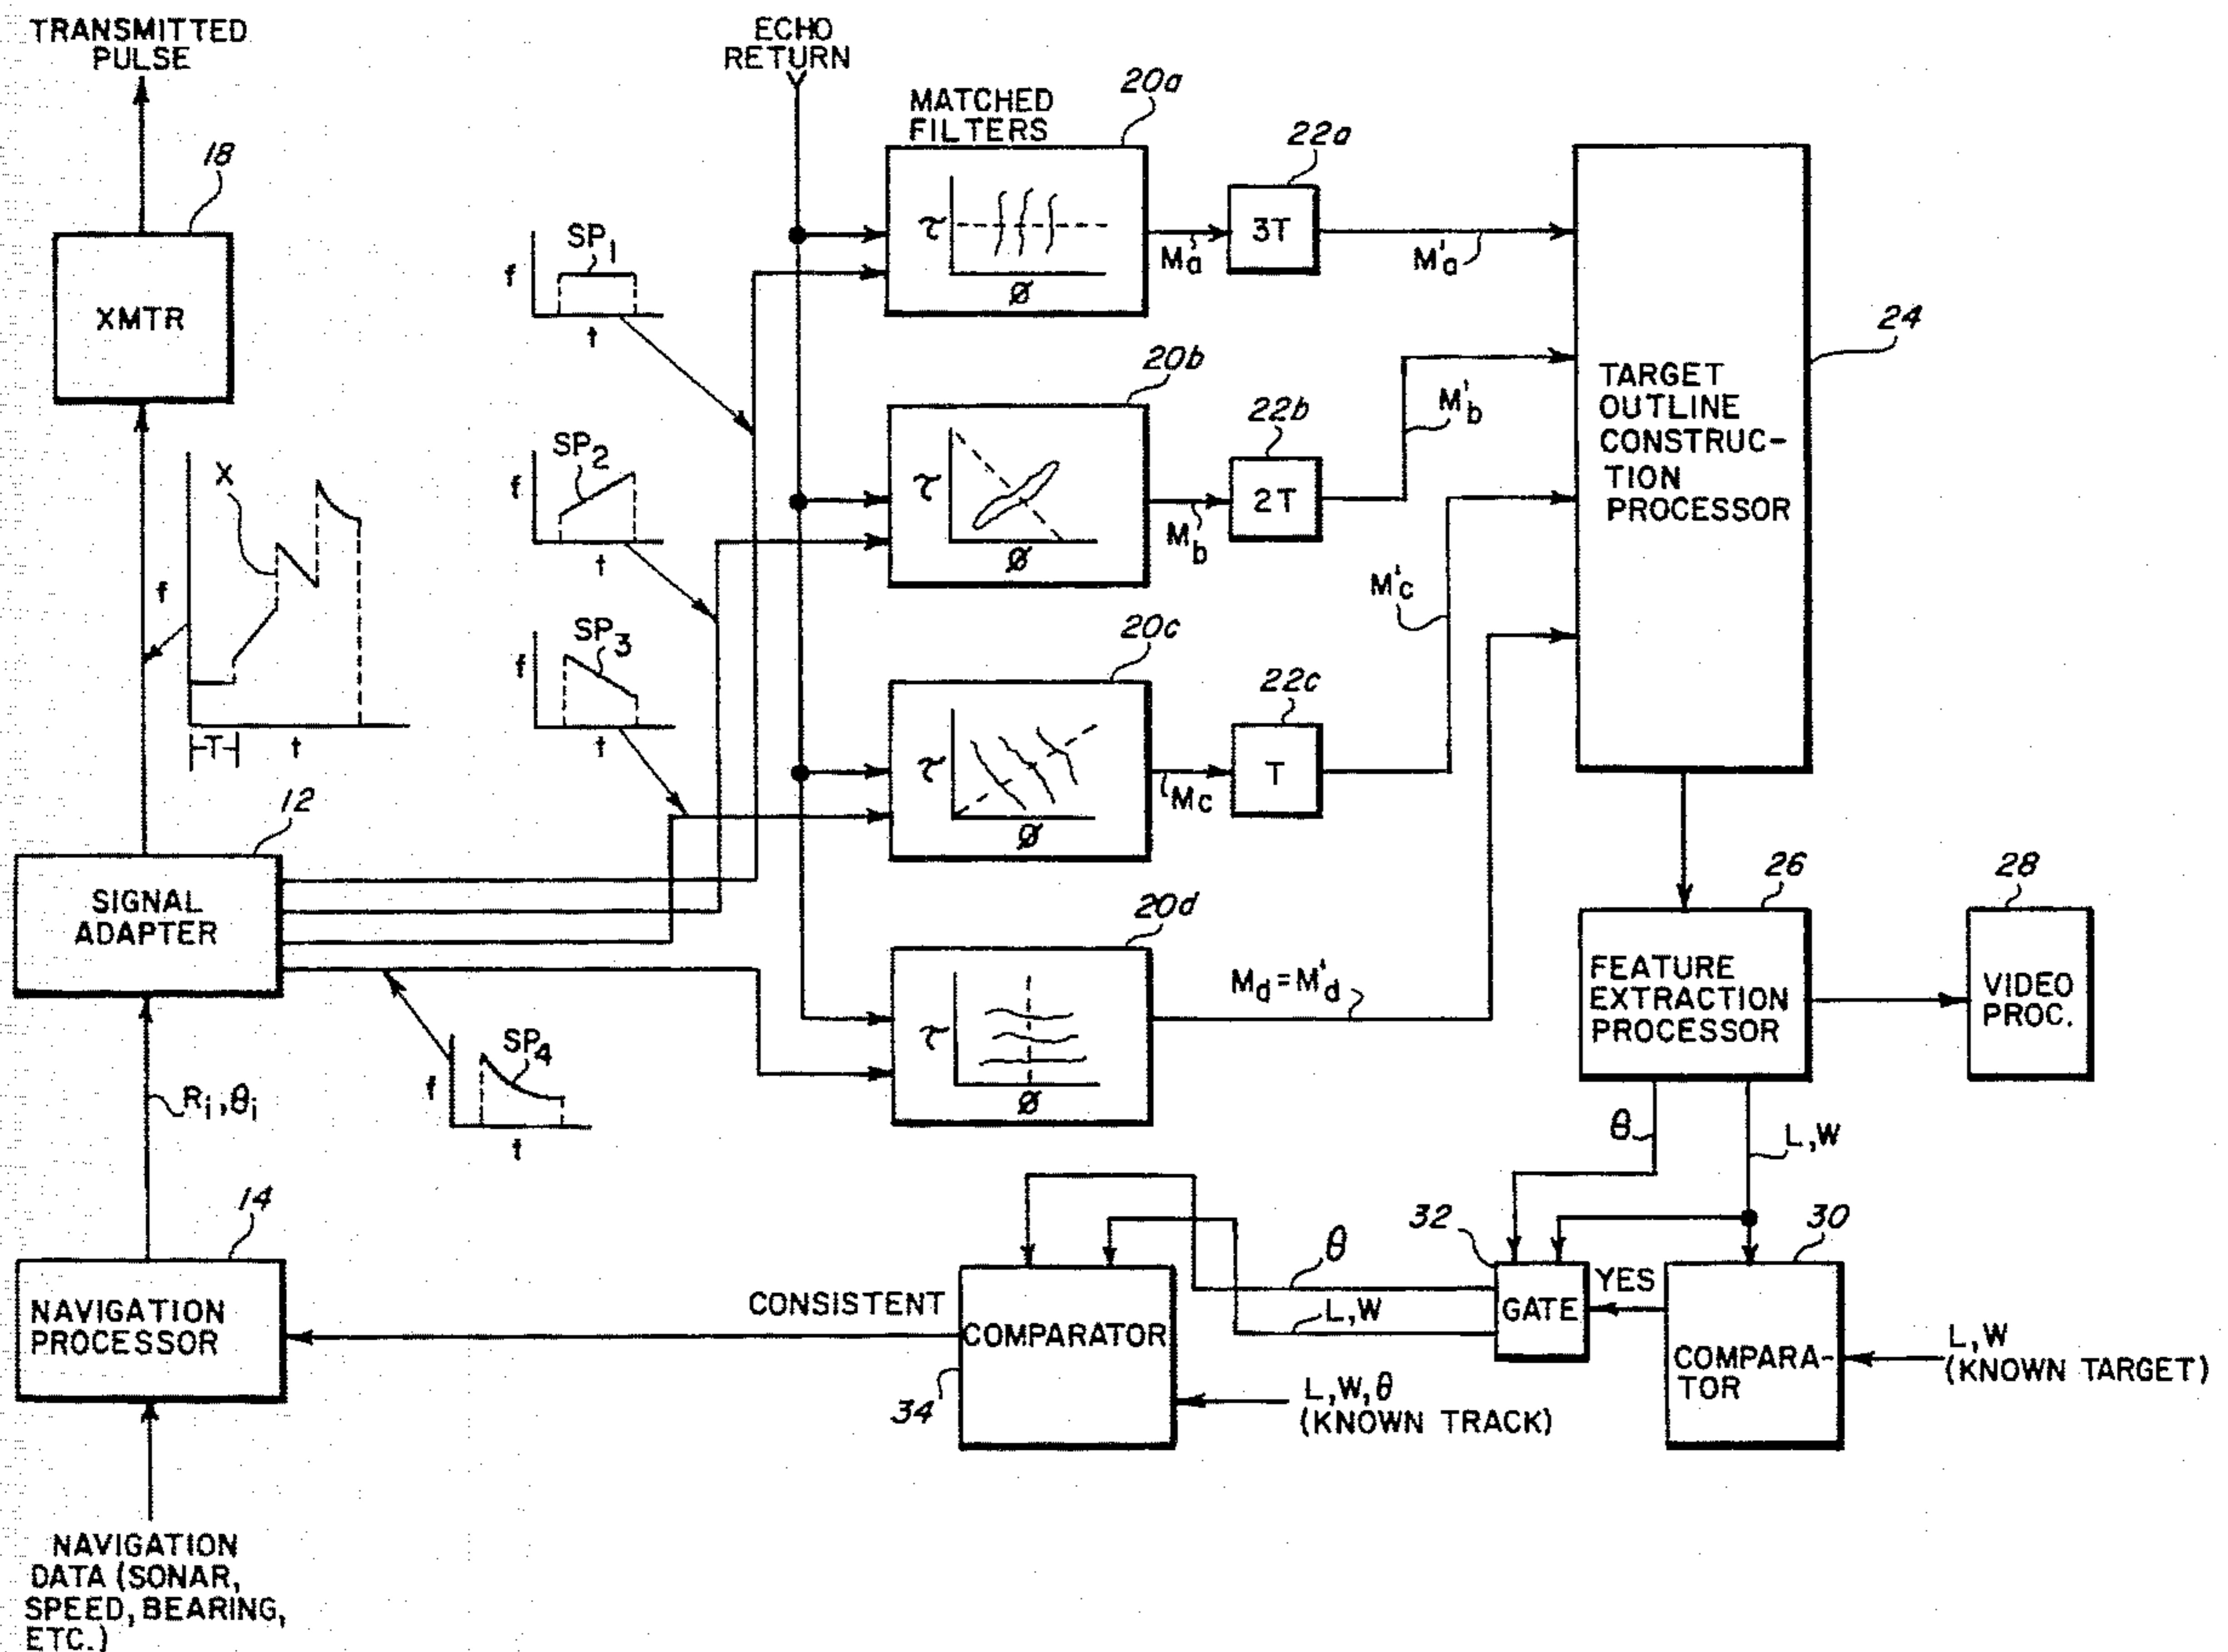 TRANSMITTED
PULSE
ECHO
RETURN
MATCHED
FILTERS
20a
22a
18
XMTR
SP1
f
t
τ
Ø
Ma
3T
M'a
24
TARGET
OUTLINE
CONSTRUC-
TION
PROCESSOR
20b
22b
SP2
f
t
τ
Ø
Mb
2T
M'b
X
f
T
t
20c
22c
SP3
f
t
τ
Ø
Mc
T
M'c
12
SIGNAL
ADAPTER
20d
τ
Ø
Md=M'd
SP4
f
t
26
FEATURE
EXTRACTION
PROCESSOR
28
VIDEO
PROC.
Ri,θi
θ
L,W
14
NAVIGATION
PROCESSOR
CONSISTENT
COMPARATOR
34
θ
L,W
32
GATE
YES
30
COMPARA-
TOR
L,W
(KNOWN TARGET)
L,W,θ
(KNOWN TRACK)
NAVIGATION
DATA (SONAR,
SPEED, BEARING,
ETC.)